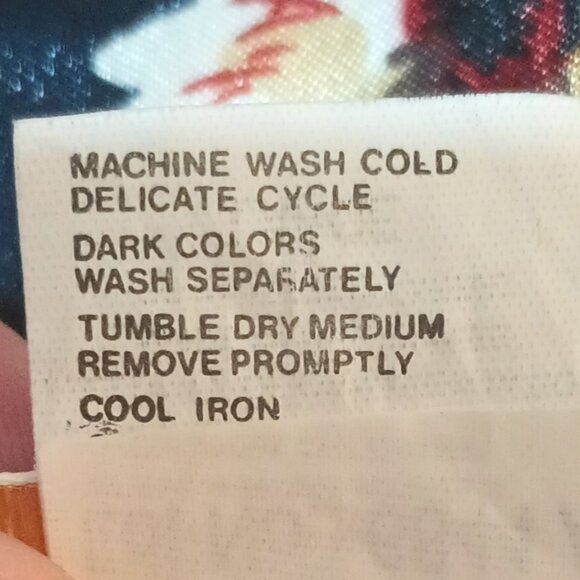 MACHINE WASH COLD
DELICATE CYCLE
DARK COLORS
WASH SEPARATELY
TUMBLE DRY MEDIUM
REMOVE PROMPTLY
COOL IRON